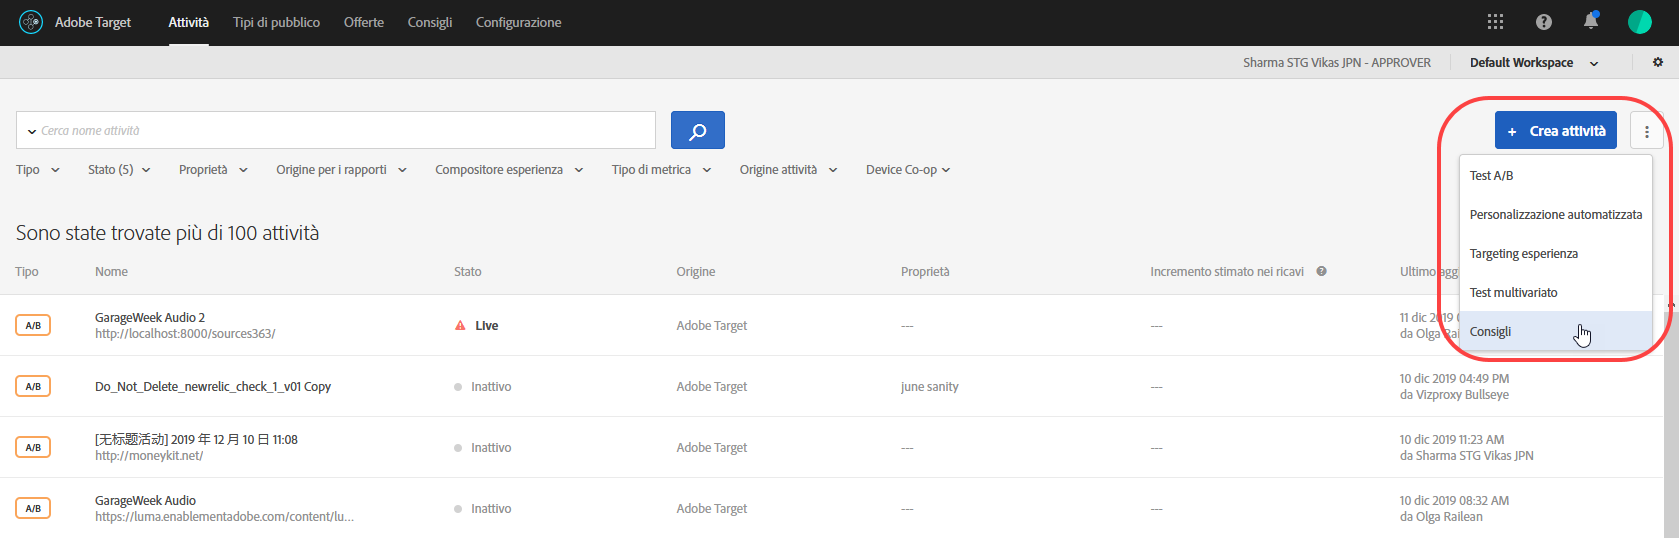 Adobe Target Attività Tipi di pubblico Offerte Consigli Configurazione
Sharma STG Vikas JPN - APPROVER Default Workspace
Cerca nome attività
+ Crea attività
Tipo Stato (5) Proprietà Origine per i rapporti Compositore esperienza Tipo di metrica Origine attività Device Co-op
Test A/B
Personalizzazione automatizzata
Targeting esperienza
Test multivariato
Consigli
Sono state trovate più di 100 attività
Tipo Nome Stato Origine Proprietà Incremento stimato nei ricavi Ultimo
A/B GarageWeek Audio 2 Live Adobe Target --- --- 11 dic 2019
http://localhost:8000/sources363/ da Olga
A/B Do_Not_Delete_newrelic_check_1_v01 Copy Inattivo Adobe Target june sanity --- 10 dic 2019 04:49 PM
da Vizproxy Bullseye
A/B [无标题活动] 2019 年 12 月 10 日 11:08 Inattivo Adobe Target --- --- 10 dic 2019 11:23 AM
http://moneykit.net/ da Sharma STG Vikas JPN
A/B GarageWeek Audio Inattivo Adobe Target --- --- 10 dic 2019 08:32 AM
https://luma.enablementadobe.com/content/lu... da Olga Railean